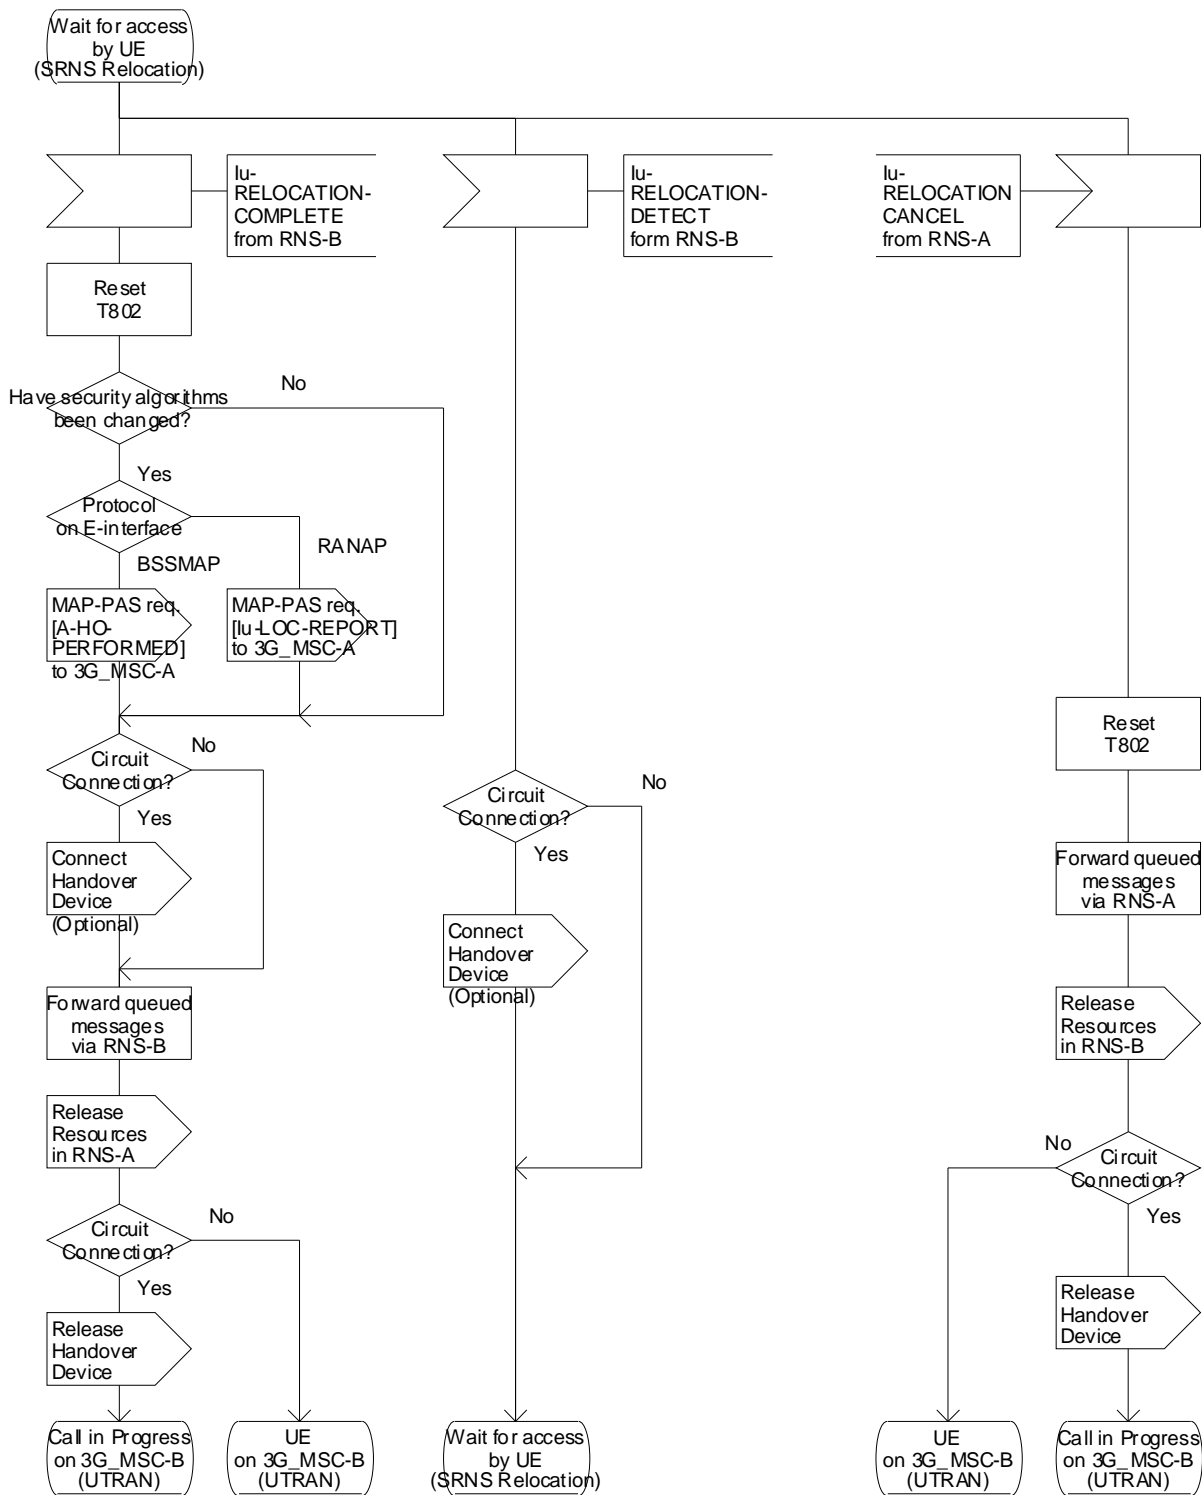 Wait for access
by UE
(SRNS Relocation)
Iu-
RELOCATION-
COMPLETE
from RNS-B
Iu-
RELOCATION-
DETECT
form RNS-B
Iu-
RELOCATION
CANCEL
from RNS-A
Reset
T802
Have security algorithms
been changed?
No
Yes
Protocol
on E-interface
RANAP
BSSMAP
MAP-PAS req.
[A-HO-
PERFORMED]
to 3G_MSC-A
MAP-PAS req.
[Iu-LOC-REPORT]
to 3G_MSC-A
Circuit
Connection?
No
Yes
Connect
Handover
Device
(Optional)
Forward queued
messages
via RNS-B
Release
Resources
in RNS-A
Circuit
Connection?
No
Yes
Release
Handover
Device
Call in Progress
on 3G_MSC-B
(UTRAN)
UE
on 3G_MSC-B
(UTRAN)
Circuit
Connection?
No
Yes
Connect
Handover
Device
(Optional)
Wait for access
by UE
(SRNS Relocation)
Reset
T802
Forward queued
messages
via RNS-A
Release
Resources
in RNS-B
No
Circuit
Connection?
Yes
Release
Handover
Device
UE
on 3G_MSC-B
(UTRAN)
Call in Progress
on 3G_MSC-B
(UTRAN)